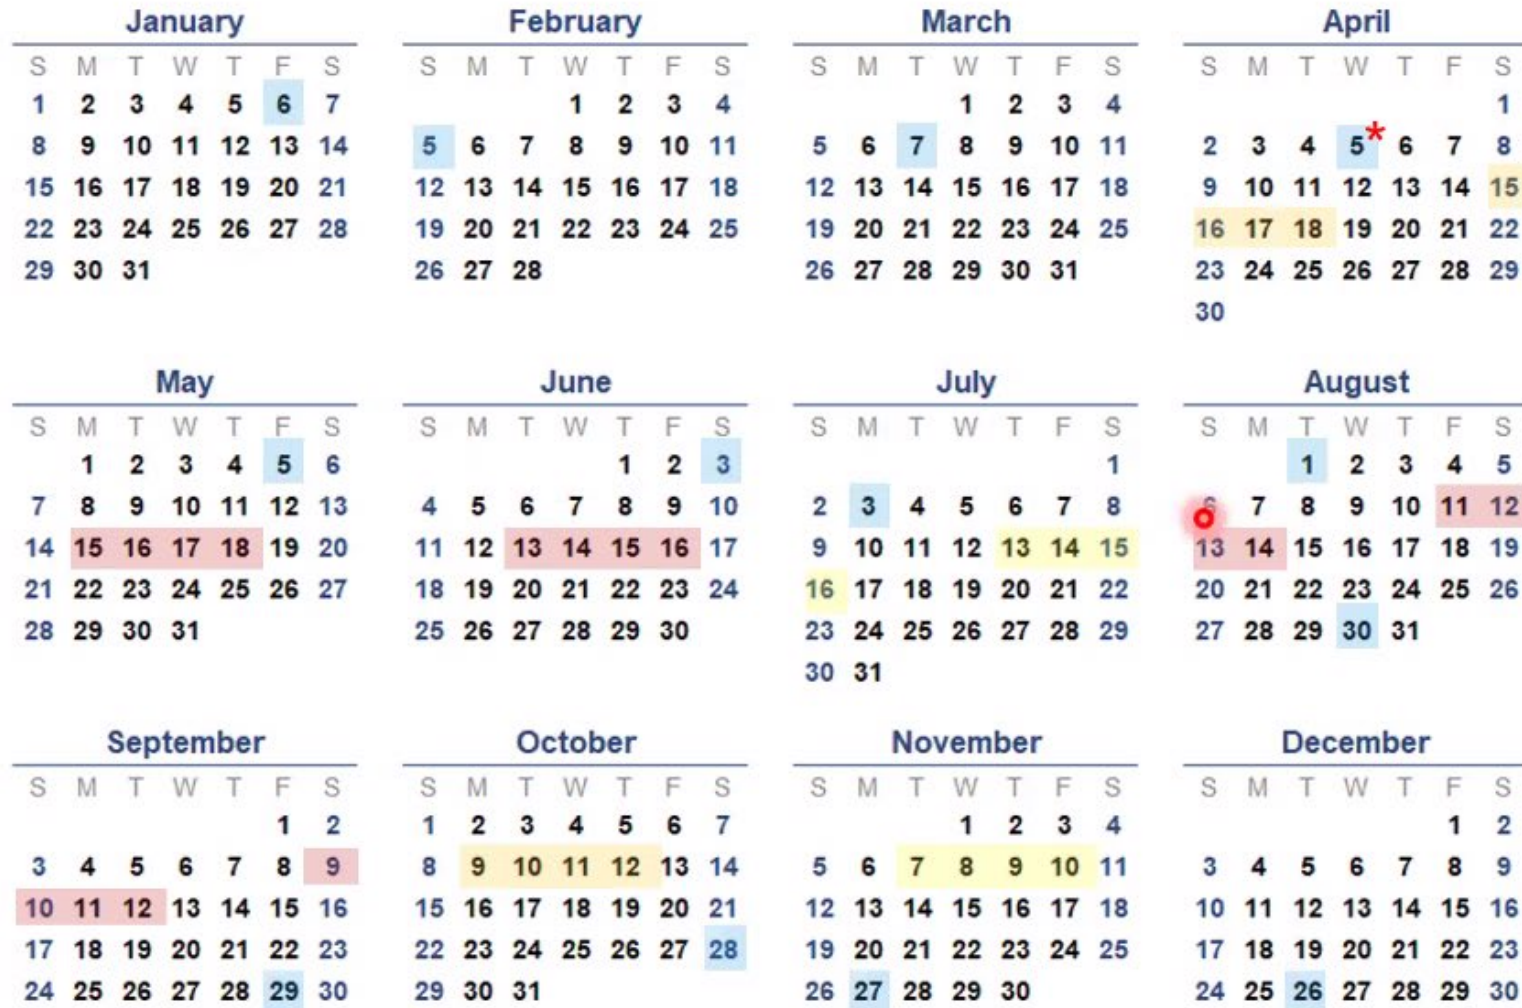 January February March April
S M T W T F S S M T W T F S S M T W T F S S M T W T F S
1 2 3 4 5 6 7 1 2 3 4 1 2 3 4 1
8 9 10 11 12 13 14 5 6 7 8 9 10 11 5 6 7 8 9 10 11 2 3 4 5* 6 7 8
15 16 17 18 19 20 21 12 13 14 15 16 17 18 12 13 14 15 16 17 18 9 10 11 12 13 14 15
22 23 24 25 26 27 28 19 20 21 22 23 24 25 19 20 21 22 23 24 25 16 17 18 19 20 21 22
29 30 31 26 27 28 26 27 28 29 30 31 23 24 25 26 27 28 29
30
May June July August
S M T W T F S S M T W T F S S M T W T F S S M T W T F S
1 2 3 4 5 6 1 2 3 1 1 2 3 4 5
7 8 9 10 11 12 13 4 5 6 7 8 9 10 2 3 4 5 6 7 8 6 7 8 9 10 11 12
14 15 16 17 18 19 20 11 12 13 14 15 16 17 9 10 11 12 13 14 15 13 14 15 16 17 18 19
21 22 23 24 25 26 27 18 19 20 21 22 23 24 16 17 18 19 20 21 22 20 21 22 23 24 25 26
28 29 30 31 25 26 27 28 29 30 23 24 25 26 27 28 29 27 28 29 30 31
30 31
September October November December
S M T W T F S S M T W T F S S M T W T F S S M T W T F S
1 2 1 2 3 4 5 6 7 1 2 3 4 1 2
3 4 5 6 7 8 9 8 9 10 11 12 13 14 5 6 7 8 9 10 11 3 4 5 6 7 8 9
10 11 12 13 14 15 16 15 16 17 18 19 20 21 12 13 14 15 16 17 18 10 11 12 13 14 15 16
17 18 19 20 21 22 23 22 23 24 25 26 27 28 19 20 21 22 23 24 25 17 18 19 20 21 22 23
24 25 26 27 28 29 30 29 30 31 26 27 28 29 30 24 25 26 27 28 29 30